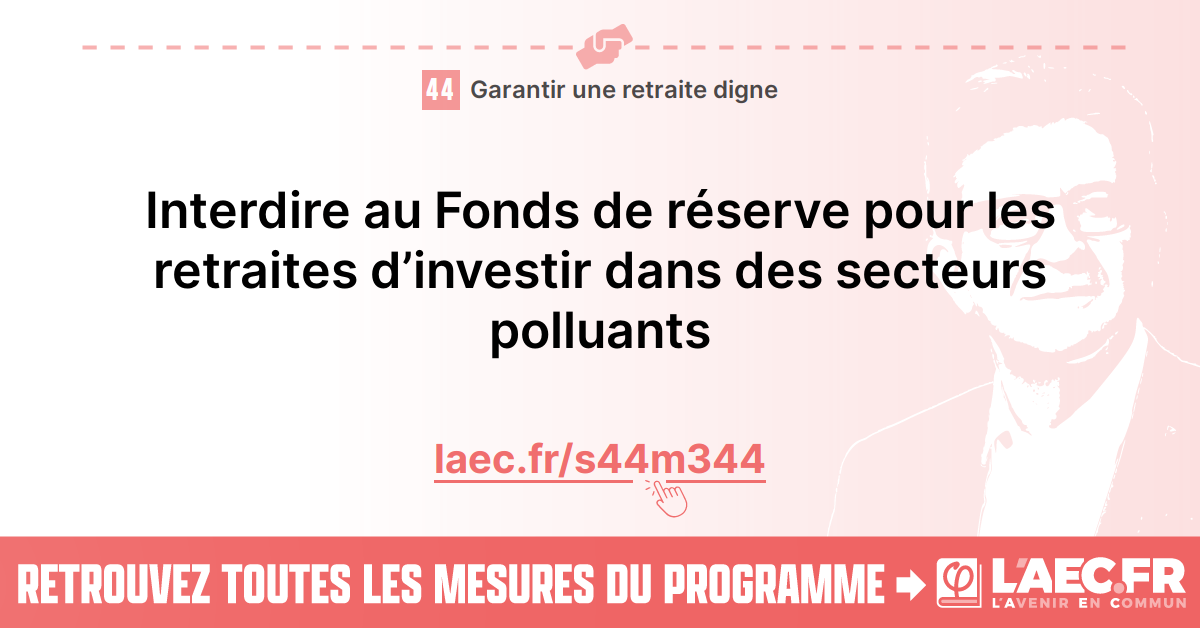 44 Garantir une retraite digne
Interdire au Fonds de réserve pour les
retraites d’investir dans des secteurs
polluants
laec.fr/s44m344
RETROUVEZ TOUTES LES MESURES DU PROGRAMME
φ L'AEC.FR
L'AVENIR EN COMMUN